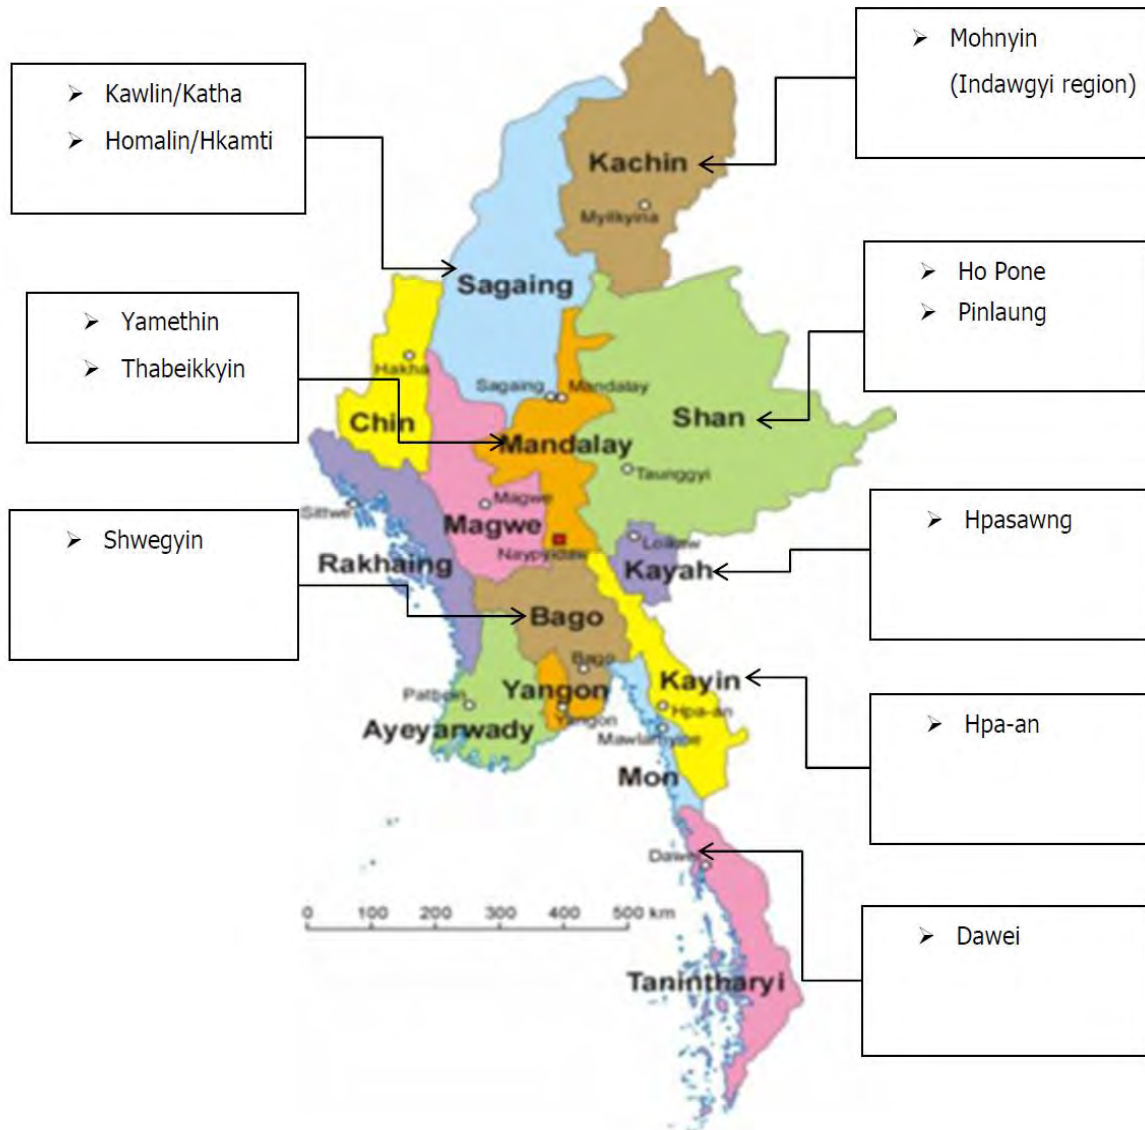 ➢ Mohnyin
(Indawgyi region)
➢ Kawlin/Katha
➢ Homalin/Hkamti
Kachin
Myitkyina
➢ Ho Pone
➢ Pinlaung
Sagaing
➢ Yamethin
➢ Thabeikkyin
Hakha
Sagaing
Mandalay
Chin
Shan
Mandalay
Taunggyi
Magwe
Sittwe
Magwe
➢ Hpasawng
➢ Shwegyin
Loikaw
Naypyidaw
Rakhaing
Kayah
Bago
Bago
Kayin
Pathein
Yangon
Hpa-an
Yangon
Ayeyarwady
➢ Hpa-an
Mawlamyine
Mon
Dawei
0 100 200 300 400 500 km
➢ Dawei
Tanintharyi